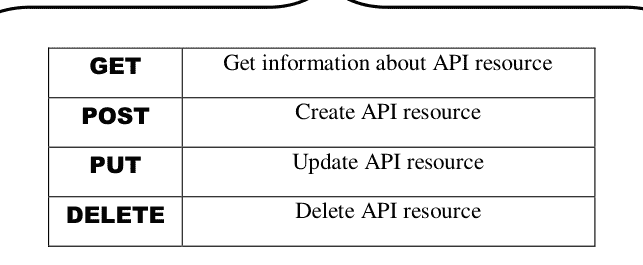 GET Get information about API resource
POST Create API resource
PUT Update API resource
DELETE Delete API resource